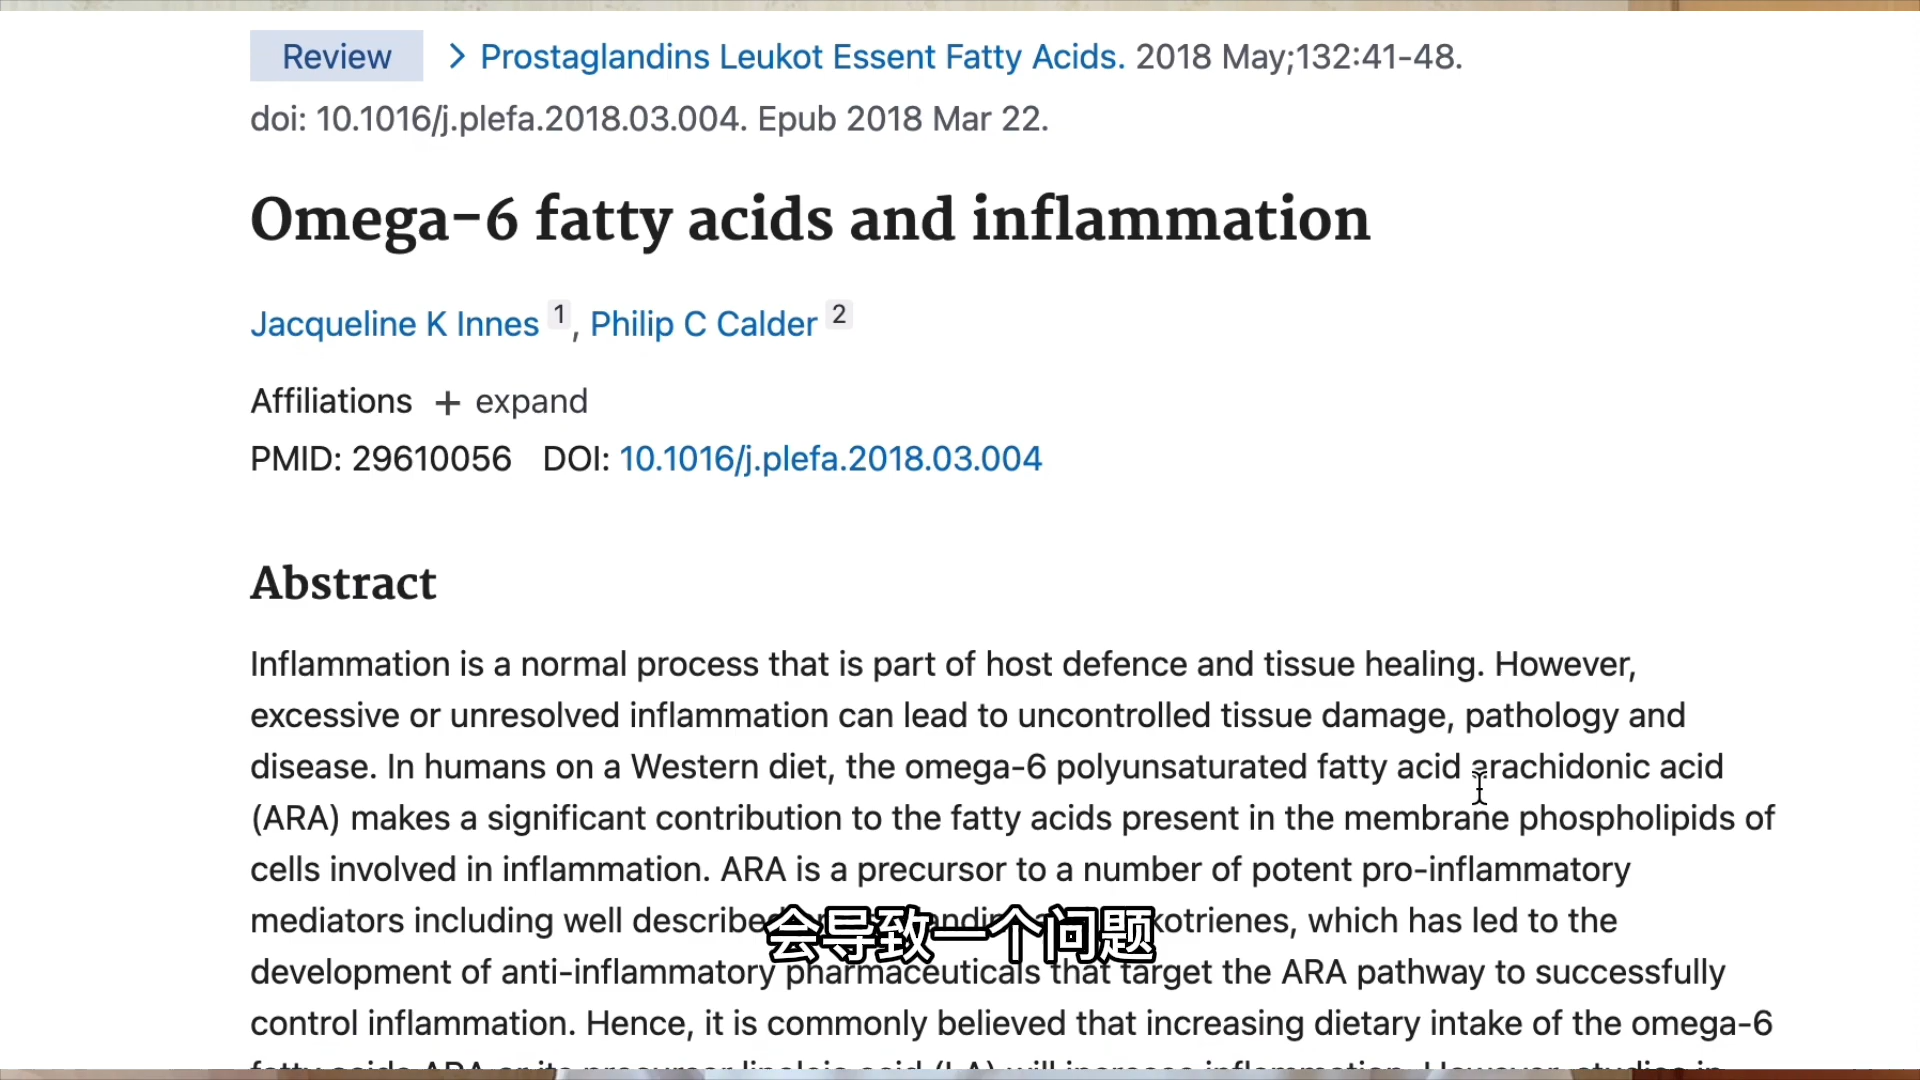 Review > Prostaglandins Leukot Essent Fatty Acids. 2018 May;132:41-48.
doi: 10.1016/j.plefa.2018.03.004. Epub 2018 Mar 22.
Omega-6 fatty acids and inflammation
Jacqueline K Innes 1, Philip C Calder 2
Affiliations + expand
PMID: 29610056 DOI: 10.1016/j.plefa.2018.03.004
Abstract
Inflammation is a normal process that is part of host defence and tissue healing. However,
excessive or unresolved inflammation can lead to uncontrolled tissue damage, pathology and
disease. In humans on a Western diet, the omega-6 polyunsaturated fatty acid arachidonic acid
(ARA) makes a significant contribution to the fatty acids present in the membrane phospholipids of
cells involved in inflammation. ARA is a precursor to a number of potent pro-inflammatory
mediators including well described kotrienes, which has led to the
会导致一个问题
development of anti-inflammatory pharmaceuticals that target the ARA pathway to successfully
control inflammation. Hence, it is commonly believed that increasing dietary intake of the omega-6